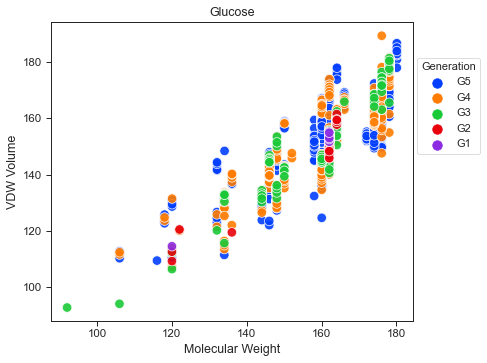 Glucose
VDW Volume
180
160
140
120
100
100
120
140
160
180
Molecular Weight
Generation
G5
G4
G3
G2
G1